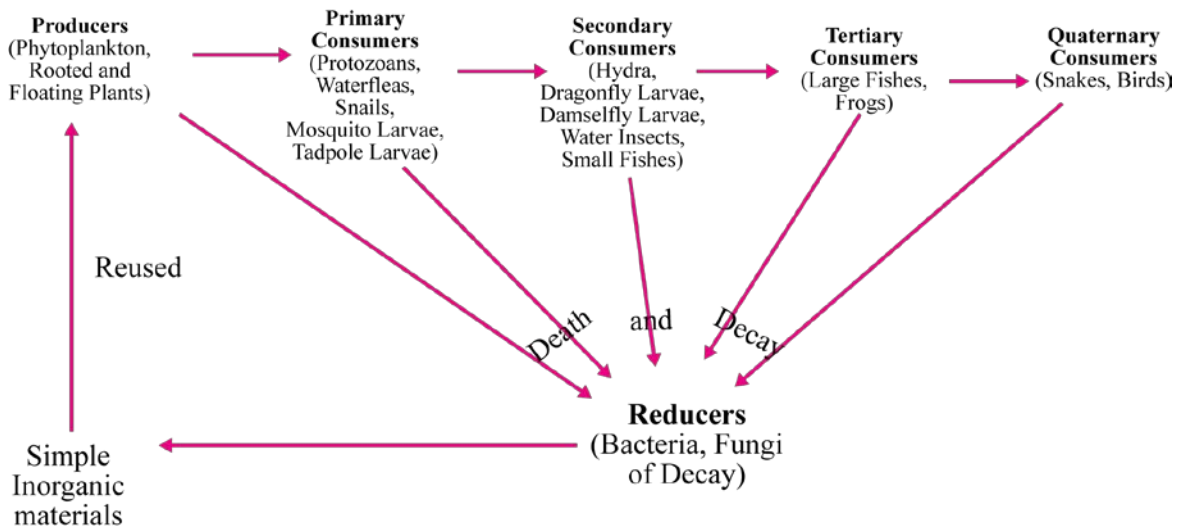 Producers
(Phytoplankton,
Rooted and
Floating Plants)
Primary
Consumers
(Protozoans,
Waterfleas,
Snails,
Mosquito Larvae,
Tadpole Larvae)
Secondary
Consumers
(Hydra,
Dragonfly Larvae,
Damselfly Larvae,
Water Insects,
Small Fishes)
Tertiary
Consumers
(Large Fishes,
Frogs)
Quaternary
Consumers
(Snakes, Birds)
Reused
Death and Decay
Reducers
(Bacteria, Fungi
of Decay)
Simple
Inorganic
materials